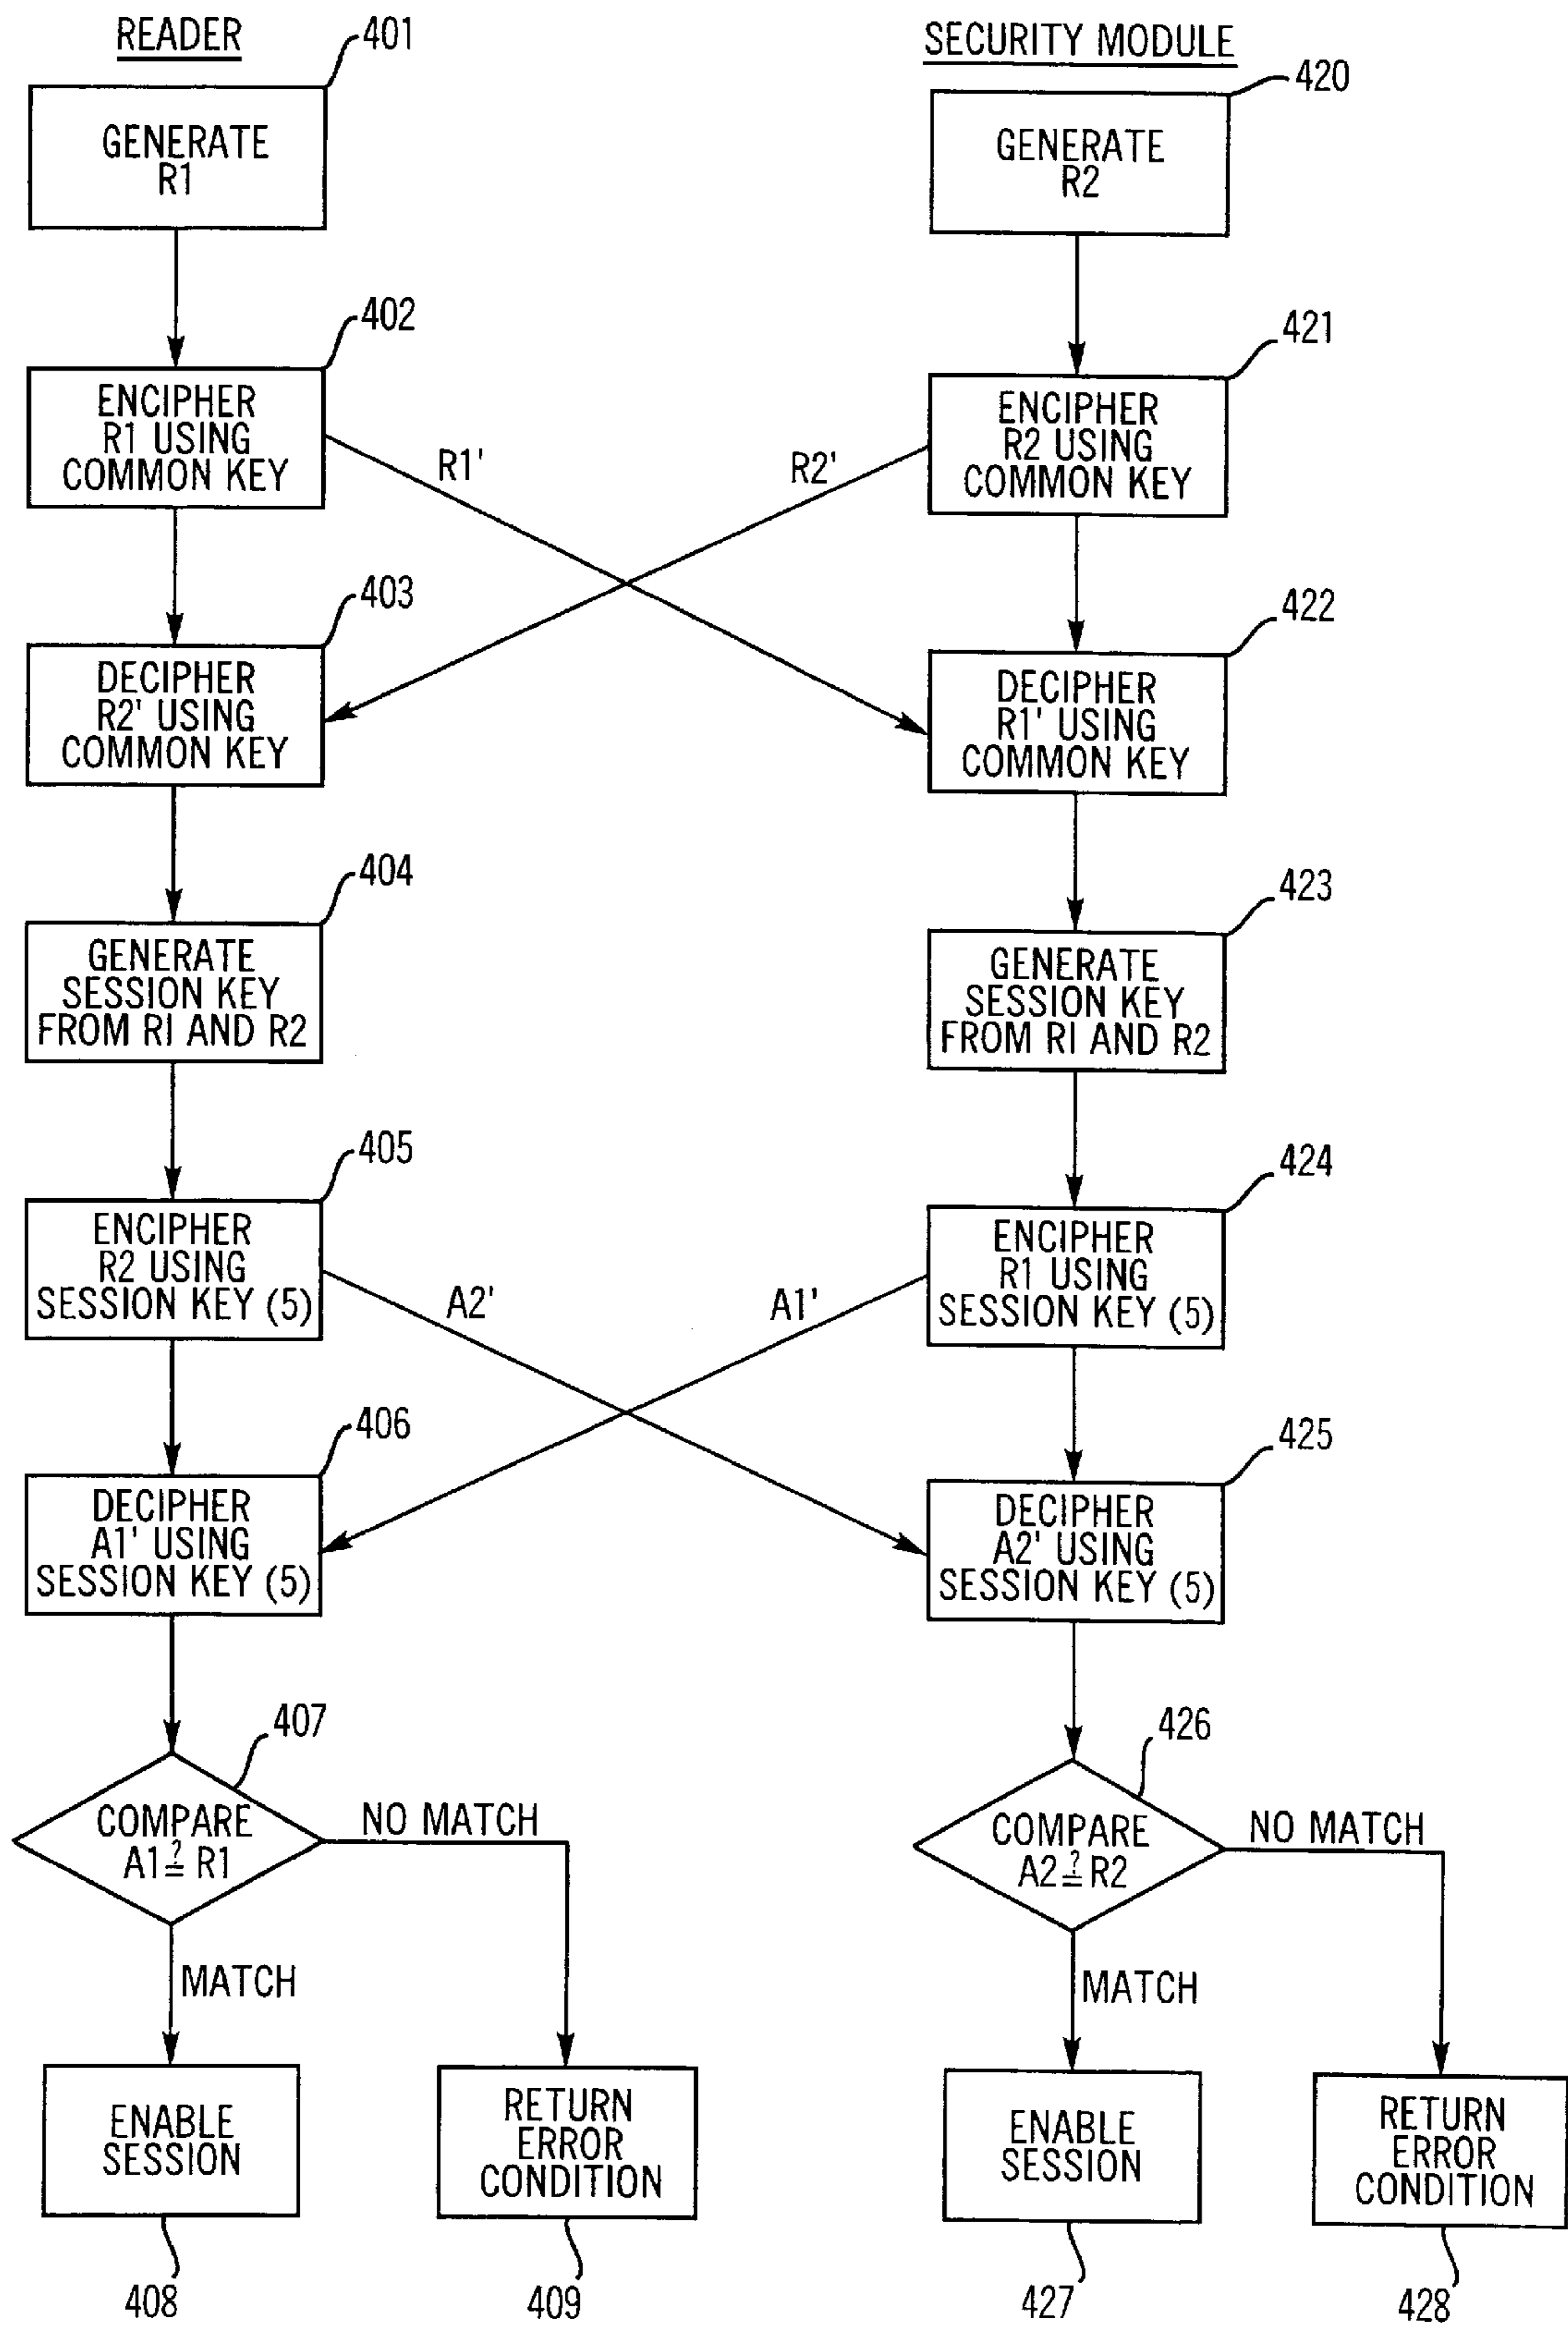 READER
401
GENERATE
R1
402
ENCIPHER
R1 USING
COMMON KEY
R1'
403
DECIPHER
R2' USING
COMMON KEY
404
GENERATE
SESSION KEY
FROM RI AND R2
405
ENCIPHER
R2 USING
SESSION KEY (5)
A2'
406
DECIPHER
A1' USING
SESSION KEY (5)
407
COMPARE
A1 ≟ R1
NO MATCH
MATCH
ENABLE
SESSION
408
RETURN
ERROR
CONDITION
409
SECURITY MODULE
420
GENERATE
R2
421
ENCIPHER
R2 USING
COMMON KEY
R2'
422
DECIPHER
R1' USING
COMMON KEY
423
GENERATE
SESSION KEY
FROM RI AND R2
424
ENCIPHER
R1 USING
SESSION KEY (5)
A1'
425
DECIPHER
A2' USING
SESSION KEY (5)
426
COMPARE
A2 ≟ R2
NO MATCH
MATCH
ENABLE
SESSION
427
RETURN
ERROR
CONDITION
428